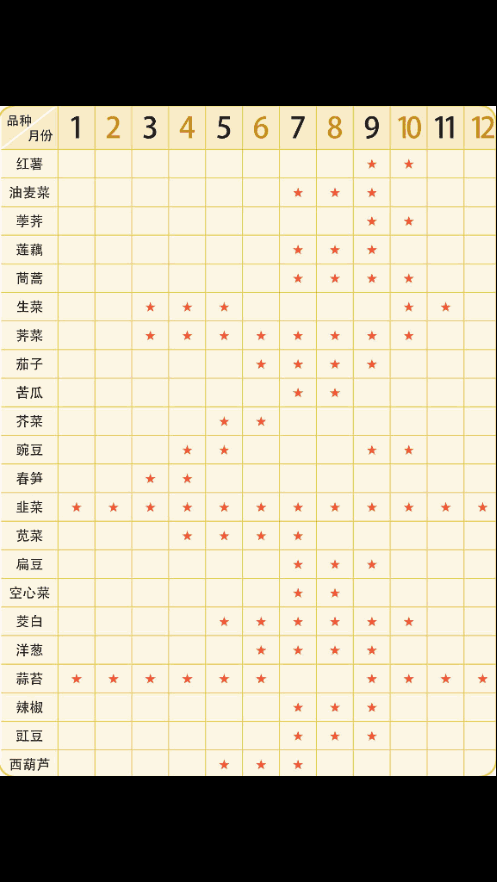 品种
月份 1 2 3 4 5 6 7 8 9 10 11 12
红薯 ★ ★
油麦菜 ★ ★ ★
荸荠 ★ ★
莲藕 ★ ★ ★
茼蒿 ★ ★ ★ ★
生菜 ★ ★ ★ ★ ★
荠菜 ★ ★ ★ ★ ★ ★ ★ ★
茄子 ★ ★ ★ ★
苦瓜 ★ ★
芥菜 ★ ★
豌豆 ★ ★ ★ ★
春笋 ★ ★
韭菜 ★ ★ ★ ★ ★ ★ ★ ★ ★ ★ ★ ★
苋菜 ★ ★ ★ ★
扁豆 ★ ★ ★
空心菜 ★ ★
茭白 ★ ★ ★ ★ ★ ★
洋葱 ★ ★ ★ ★
蒜苔 ★ ★ ★ ★ ★ ★ ★ ★ ★ ★
辣椒 ★ ★ ★
豇豆 ★ ★ ★
西葫芦 ★ ★ ★